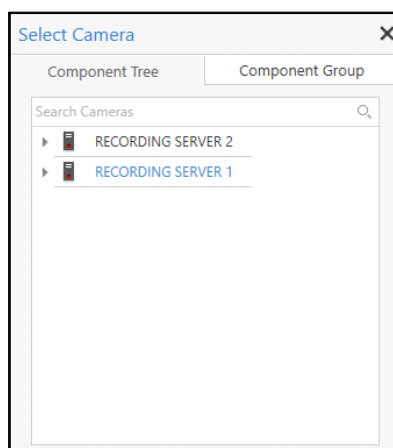 Select Camera
Component Tree
Component Group
Search Cameras
RECORDING SERVER 2
RECORDING SERVER 1